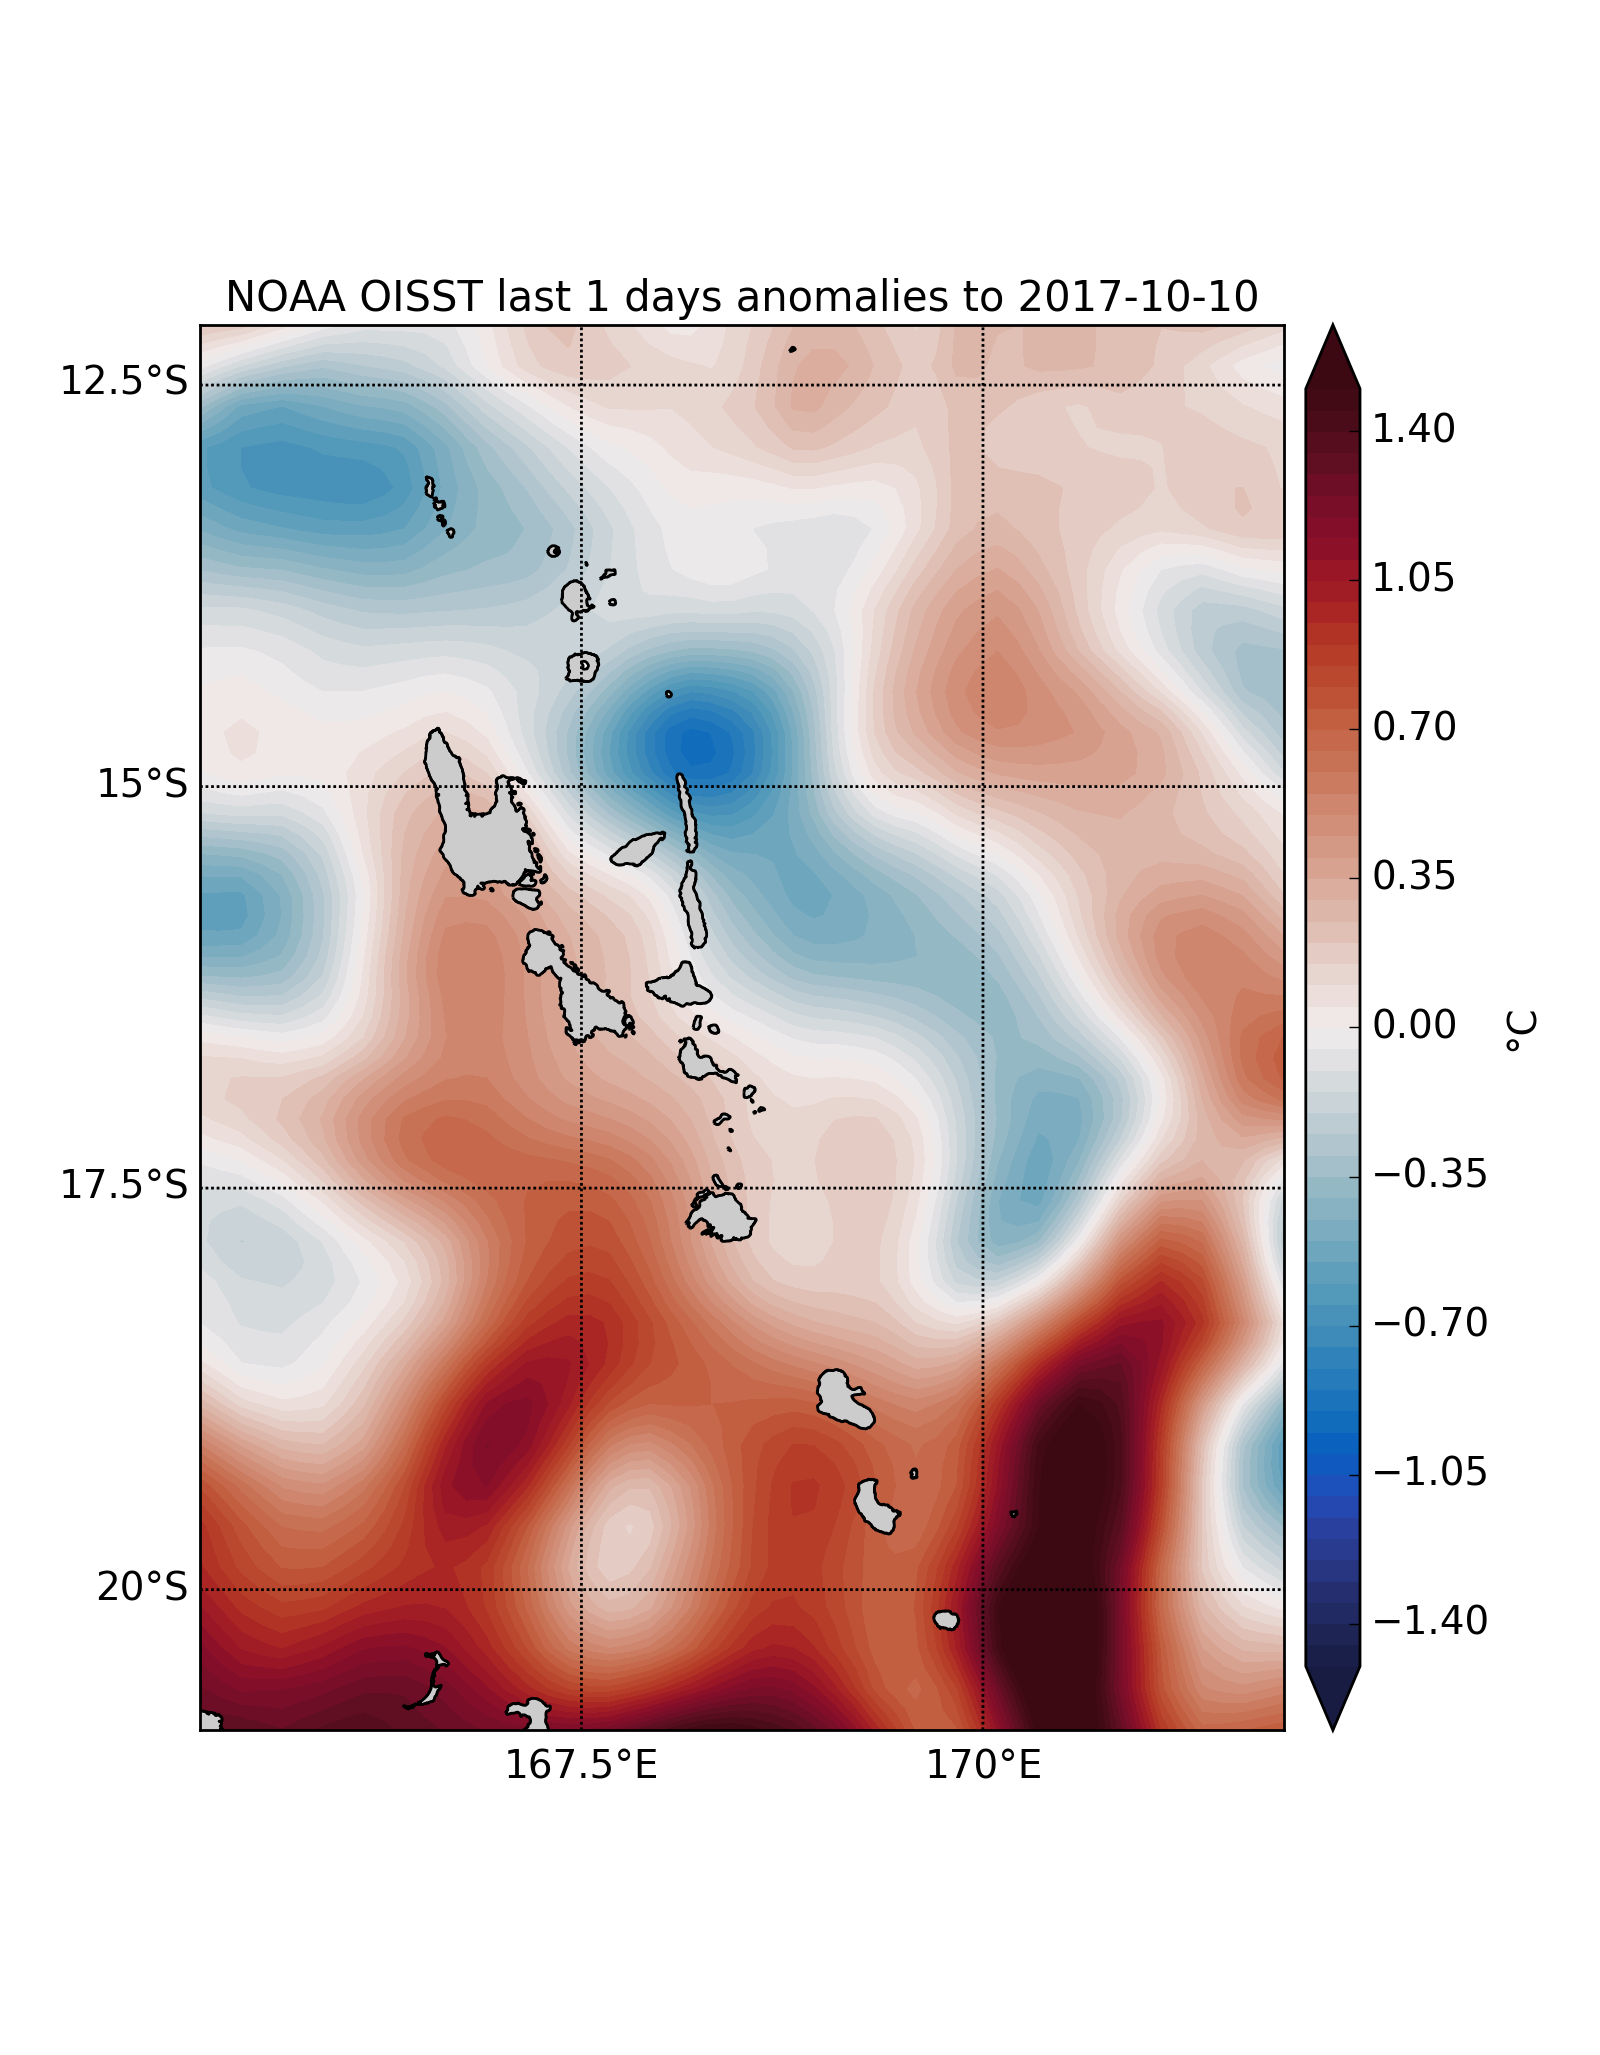 NOAA OISST last 1 days anomalies to 2017-10-10
12.5°S
15°S
17.5°S
20°S
167.5°E
170°E
1.40
1.05
0.70
0.35
0.00
−0.35
−0.70
−1.05
−1.40
°C